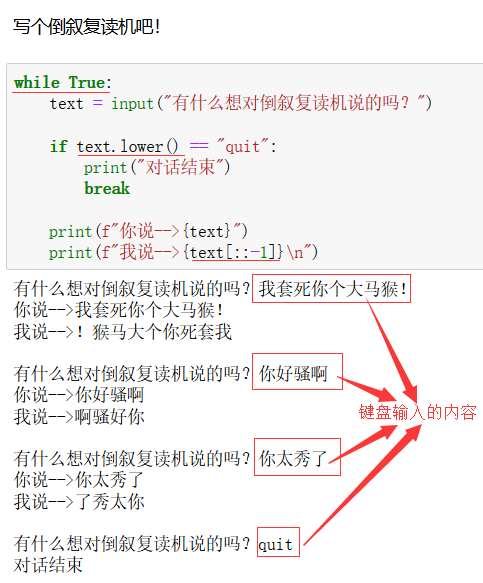 写个倒叙复读机吧！
while True:
text = input("有什么想对倒叙复读机说的吗？")
if text.lower() == "quit":
print("对话结束")
break
print(f"你说-->{text}")
print(f"我说-->{text[::-1]}\n")
有什么想对倒叙复读机说的吗？我套死你个大马猴！
你说-->我套死你个大马猴！
我说-->！猴马大个你死套我
有什么想对倒叙复读机说的吗？你好骚啊
你说-->你好骚啊
我说-->啊骚好你
键盘输入的内容
有什么想对倒叙复读机说的吗？你太秀了
你说-->你太秀了
我说-->了秀太你
有什么想对倒叙复读机说的吗？quit
对话结束